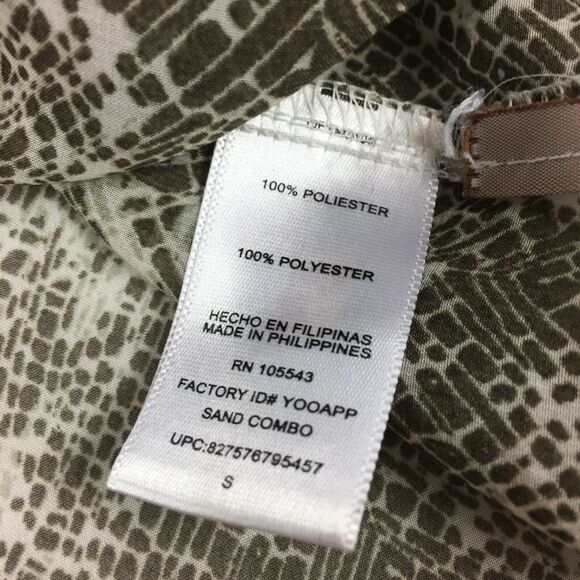 100% POLIESTER
100% POLYESTER
HECHO EN FILIPINAS
MADE IN PHILIPPINES
RN 105543
FACTORY ID# YOOAPP
SAND COMBO
UPC:827576795457
S